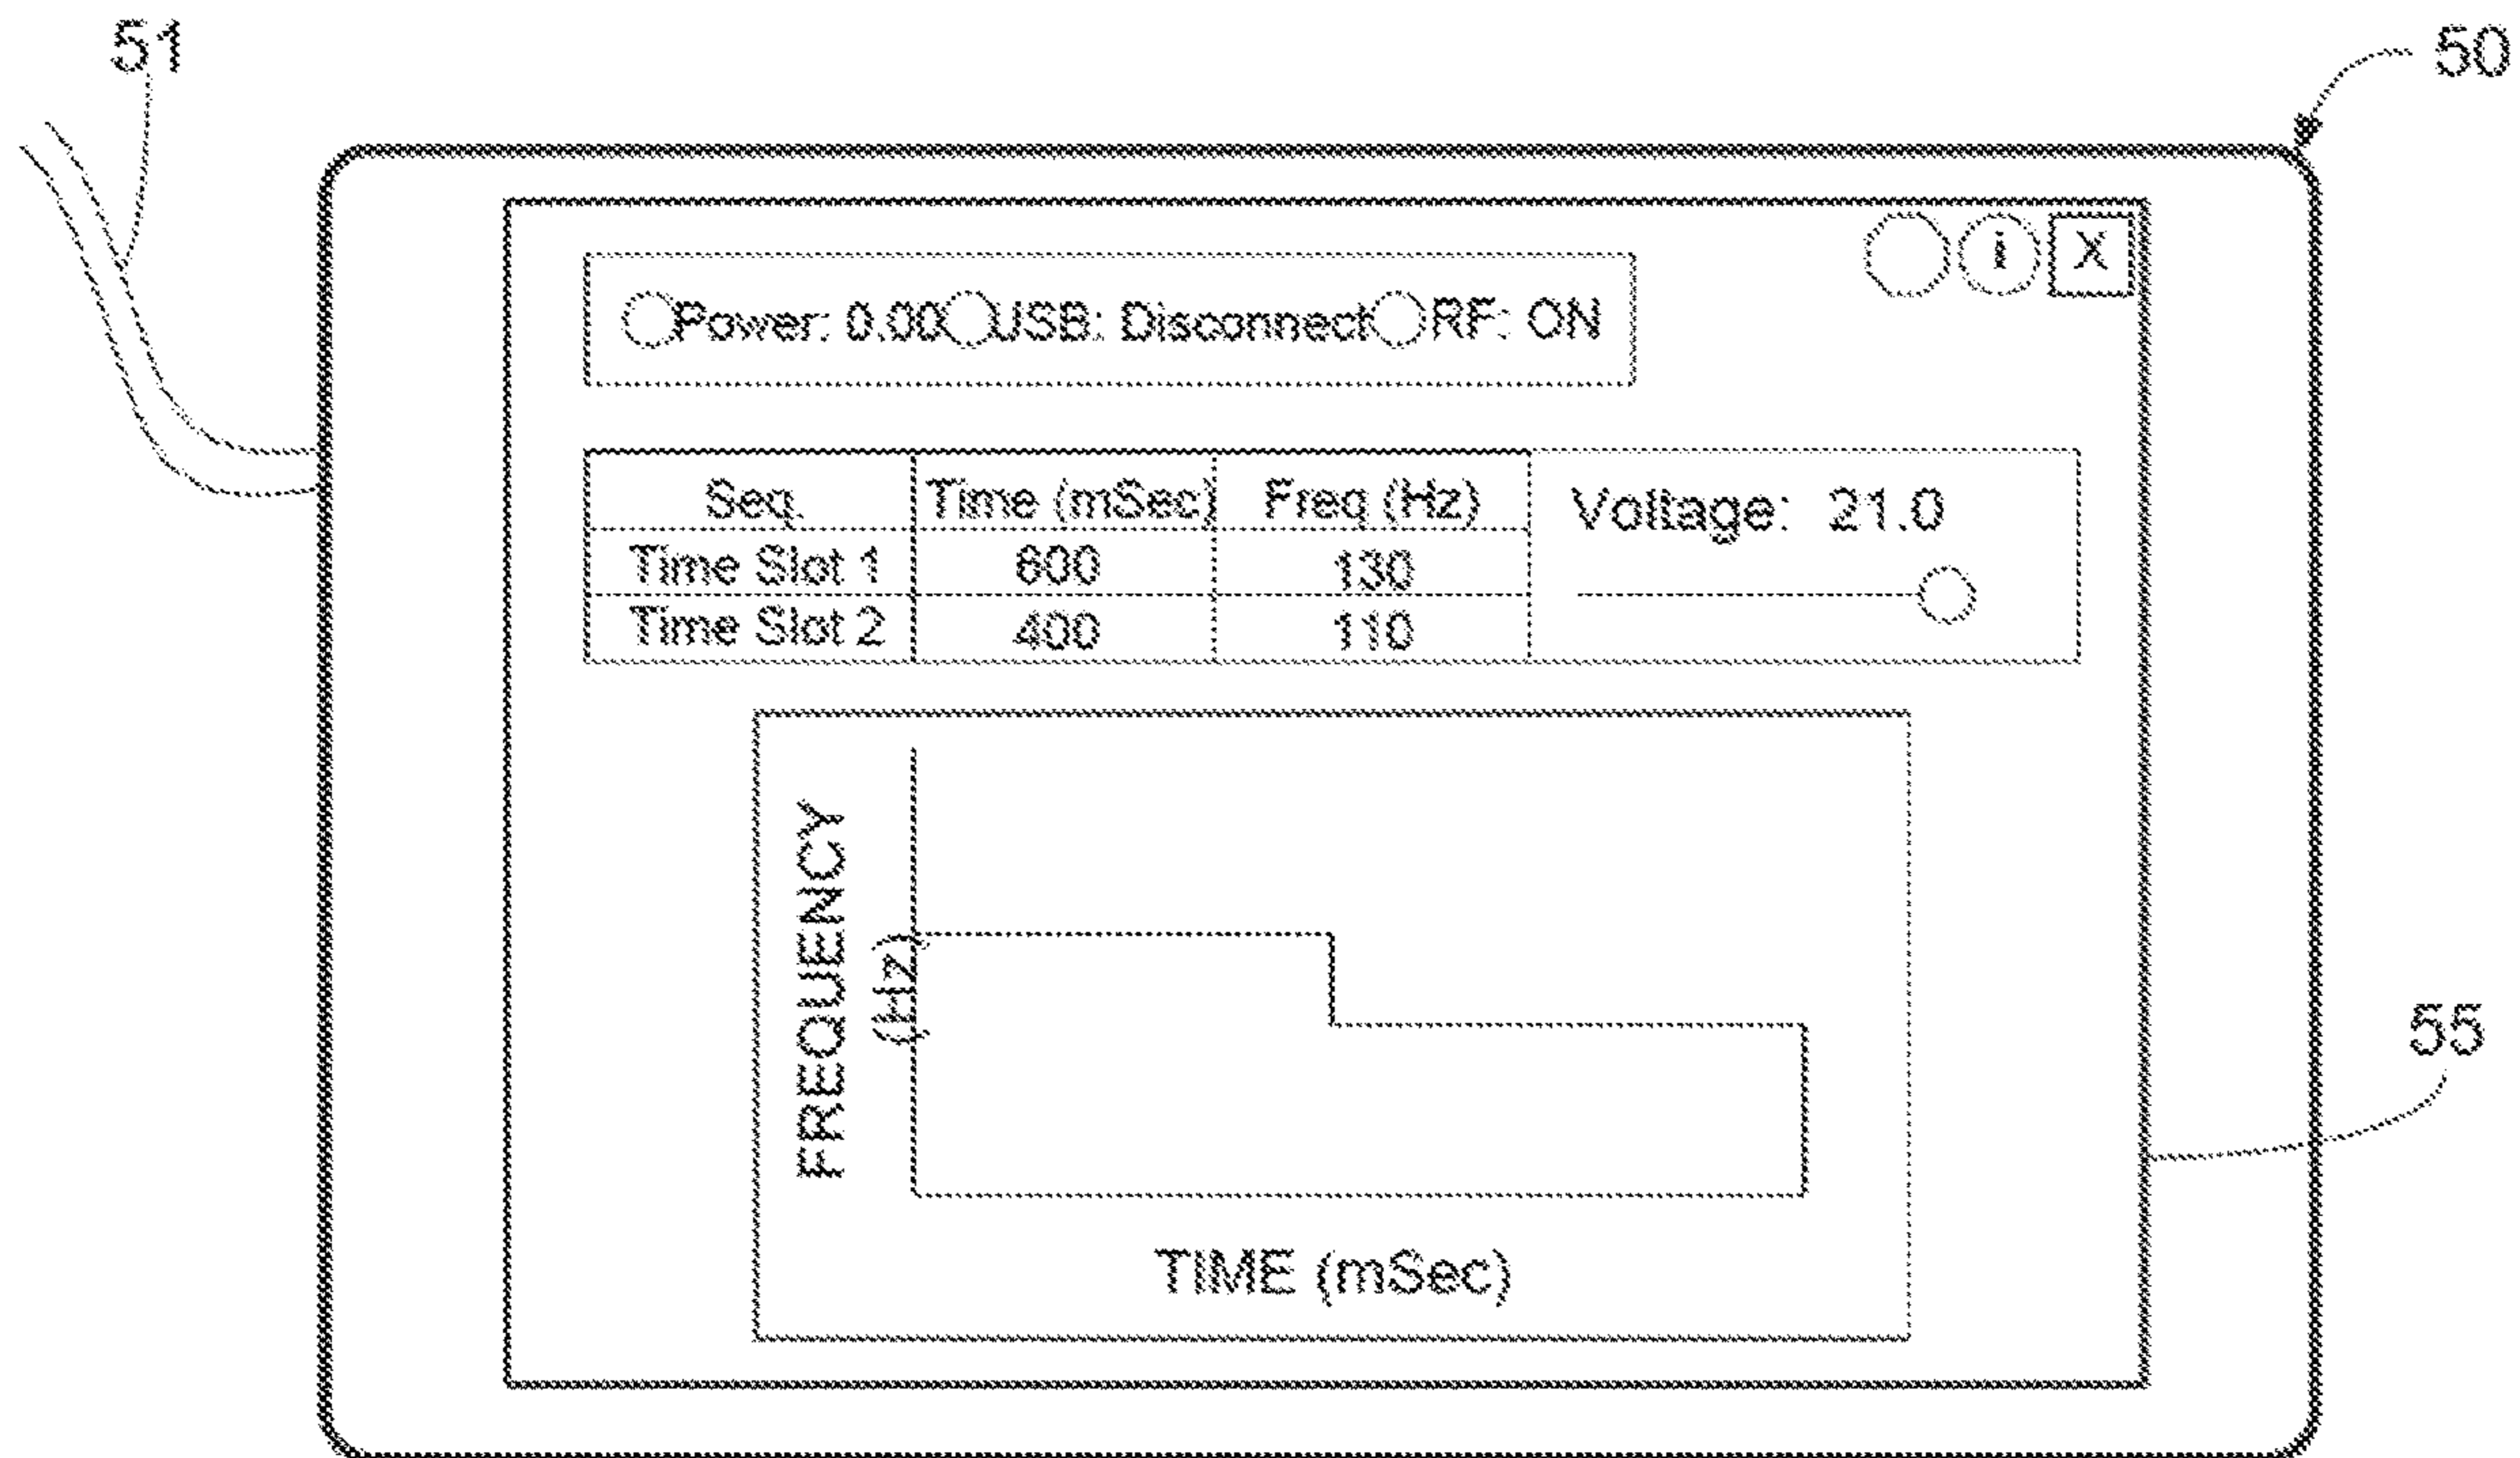 51
50
i X
Power: 0.00 USB: Disconnect RF: ON
Seq. Time (mSec) Freq (Hz) Voltage: 21.0
Time Slot 1 600 130
Time Slot 2 400 110
FREQUENCY
(Hz)
55
TIME (mSec)